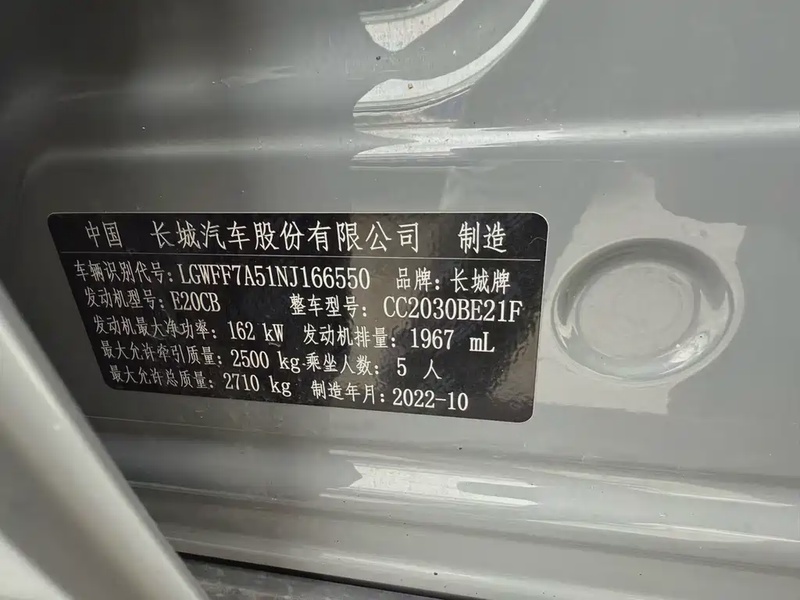 中国 长城汽车股份有限公司 制造
车辆识别代号:LGWFF7A51NJ166550 品牌:长城牌
发动机型号:E20CB 整车型号:CC2030BE21F
发动机最大净功率:162 kW 发动机排量:1967 mL
最大允许牵引质量:2500 kg 乘坐人数:5 人
最大允许总质量:2710 kg 制造年月:2022-10